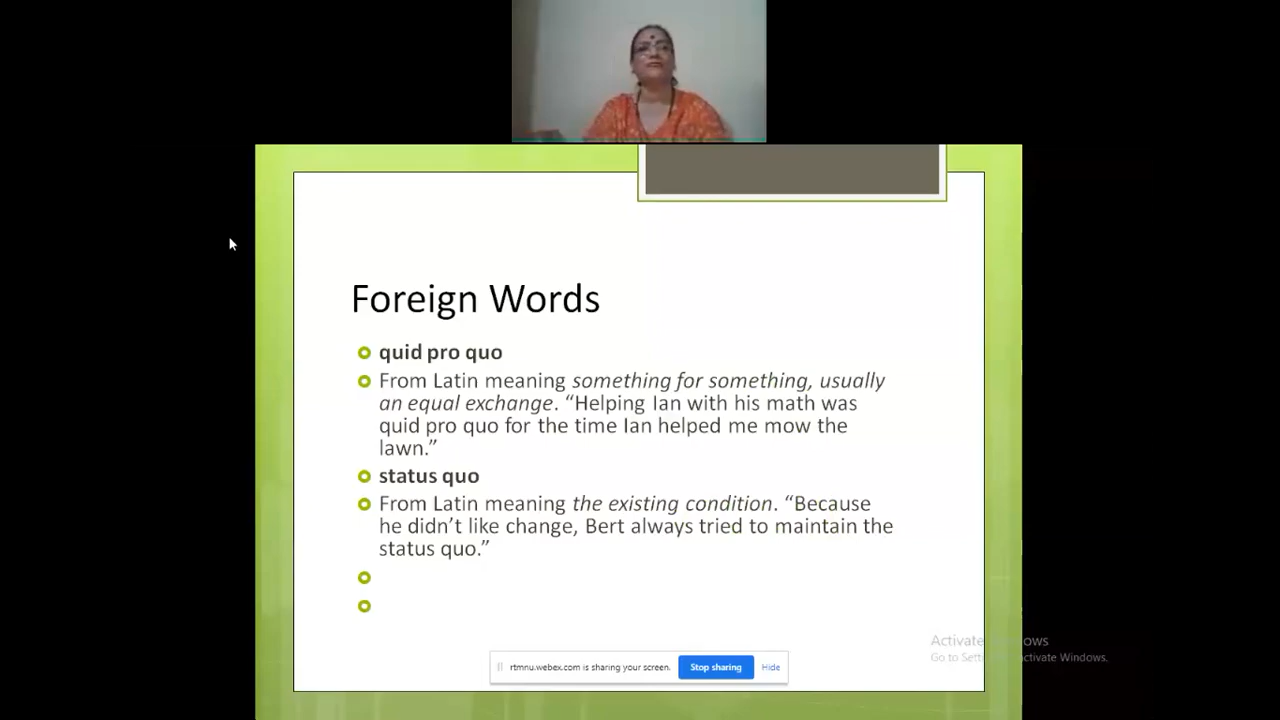 Foreign Words
quid pro quo
From Latin meaning something for something, usually
an equal exchange. “Helping Ian with his math was
quid pro quo for the time Ian helped me mow the
lawn.”
status quo
From Latin meaning the existing condition. “Because
he didn’t like change, Bert always tried to maintain the
status quo.”
Activate
Go to activate Windows.
rtmnu.webex.com is sharing your screen. Stop sharing Hide